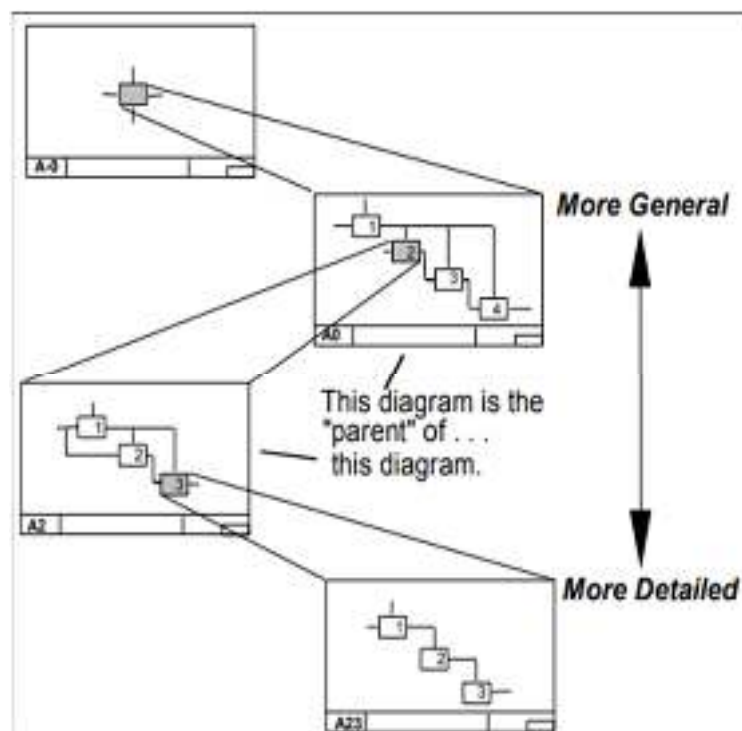 A-0
More General
1
2
3
4
A0
This diagram is the
"parent" of . . .
this diagram.
1
2
3
A2
More Detailed
1
2
3
A23